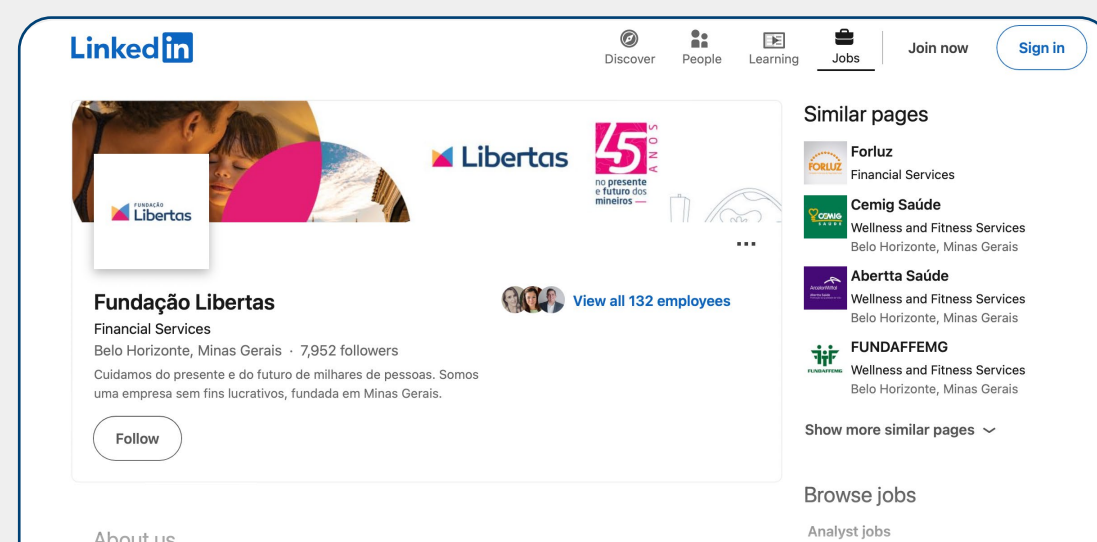 Linked in
Discover
People
Learning
Jobs
Join now
Sign in
Libertas
45
ANOS
no presente
e futuro dos
mineiros
FUNDAÇÃO
Libertas
Fundação Libertas
View all 132 employees
Financial Services
Belo Horizonte, Minas Gerais · 7,952 followers
Cuidamos do presente e do futuro de milhares de pessoas. Somos
uma empresa sem fins lucrativos, fundada em Minas Gerais.
Follow
About us
Similar pages
FORLUZ
Forluz
Financial Services
CEMIG
SAÚDE
Cemig Saúde
Wellness and Fitness Services
Belo Horizonte, Minas Gerais
ArcelorMittal
Abertta Saúde
Abertta Saúde
Wellness and Fitness Services
Belo Horizonte, Minas Gerais
FUNDAFFEMG
FUNDAFFEMG
Wellness and Fitness Services
Belo Horizonte, Minas Gerais
Show more similar pages
Browse jobs
Analyst jobs